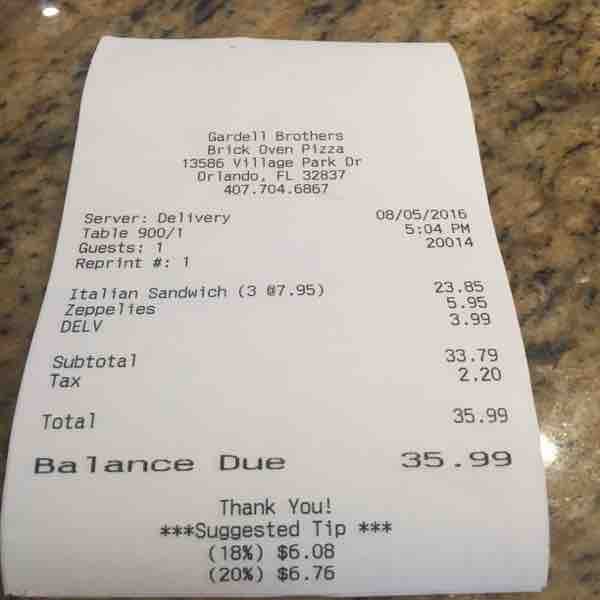 Gardell Brothers
Brick Oven Pizza
13586 Village Park Dr
Orlando, FL 32837
407.704.6867
Server: Delivery 08/05/2016
Table 900/1 5:04 PM
Guests: 1 20014
Reprint #: 1
Italian Sandwich (3 @7.95) 23.85
Zeppelies 5.95
DELV 3.99
Subtotal 33.79
Tax 2.20
Total 35.99
Balance Due 35.99
Thank You!
***Suggested Tip ***
(18%) $6.08
(20%) $6.76